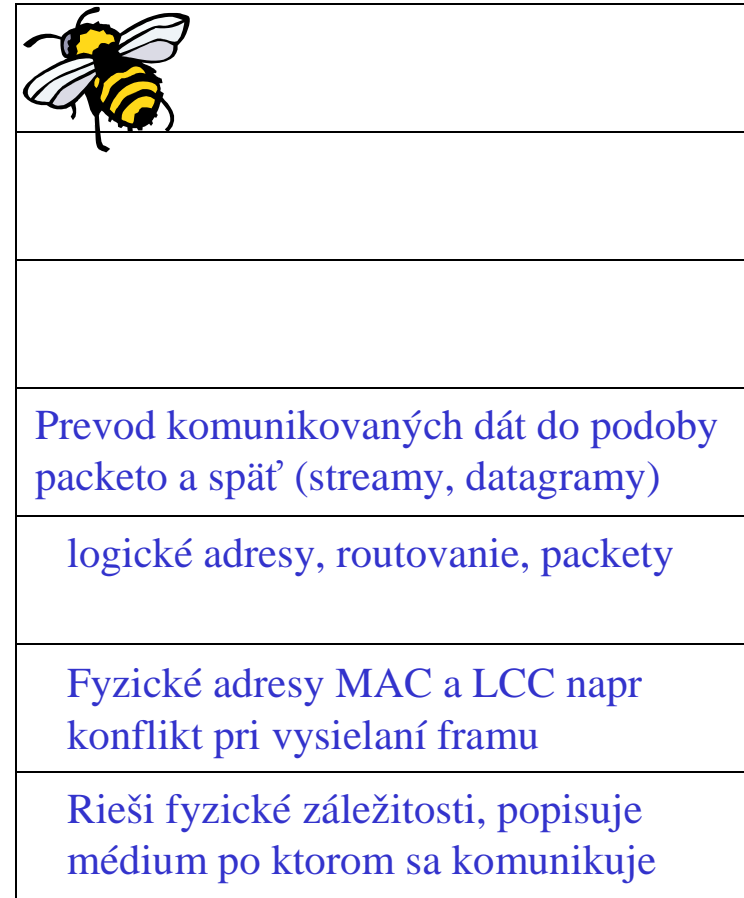 Prevod komunikovaných dát do podoby
packeto a späť (streamy, datagramy)
logické adresy, routovanie, packety
Fyzické adresy MAC a LCC napr
konflikt pri vysielaní framu
Rieši fyzické záležitosti, popisuje
médium po ktorom sa komunikuje